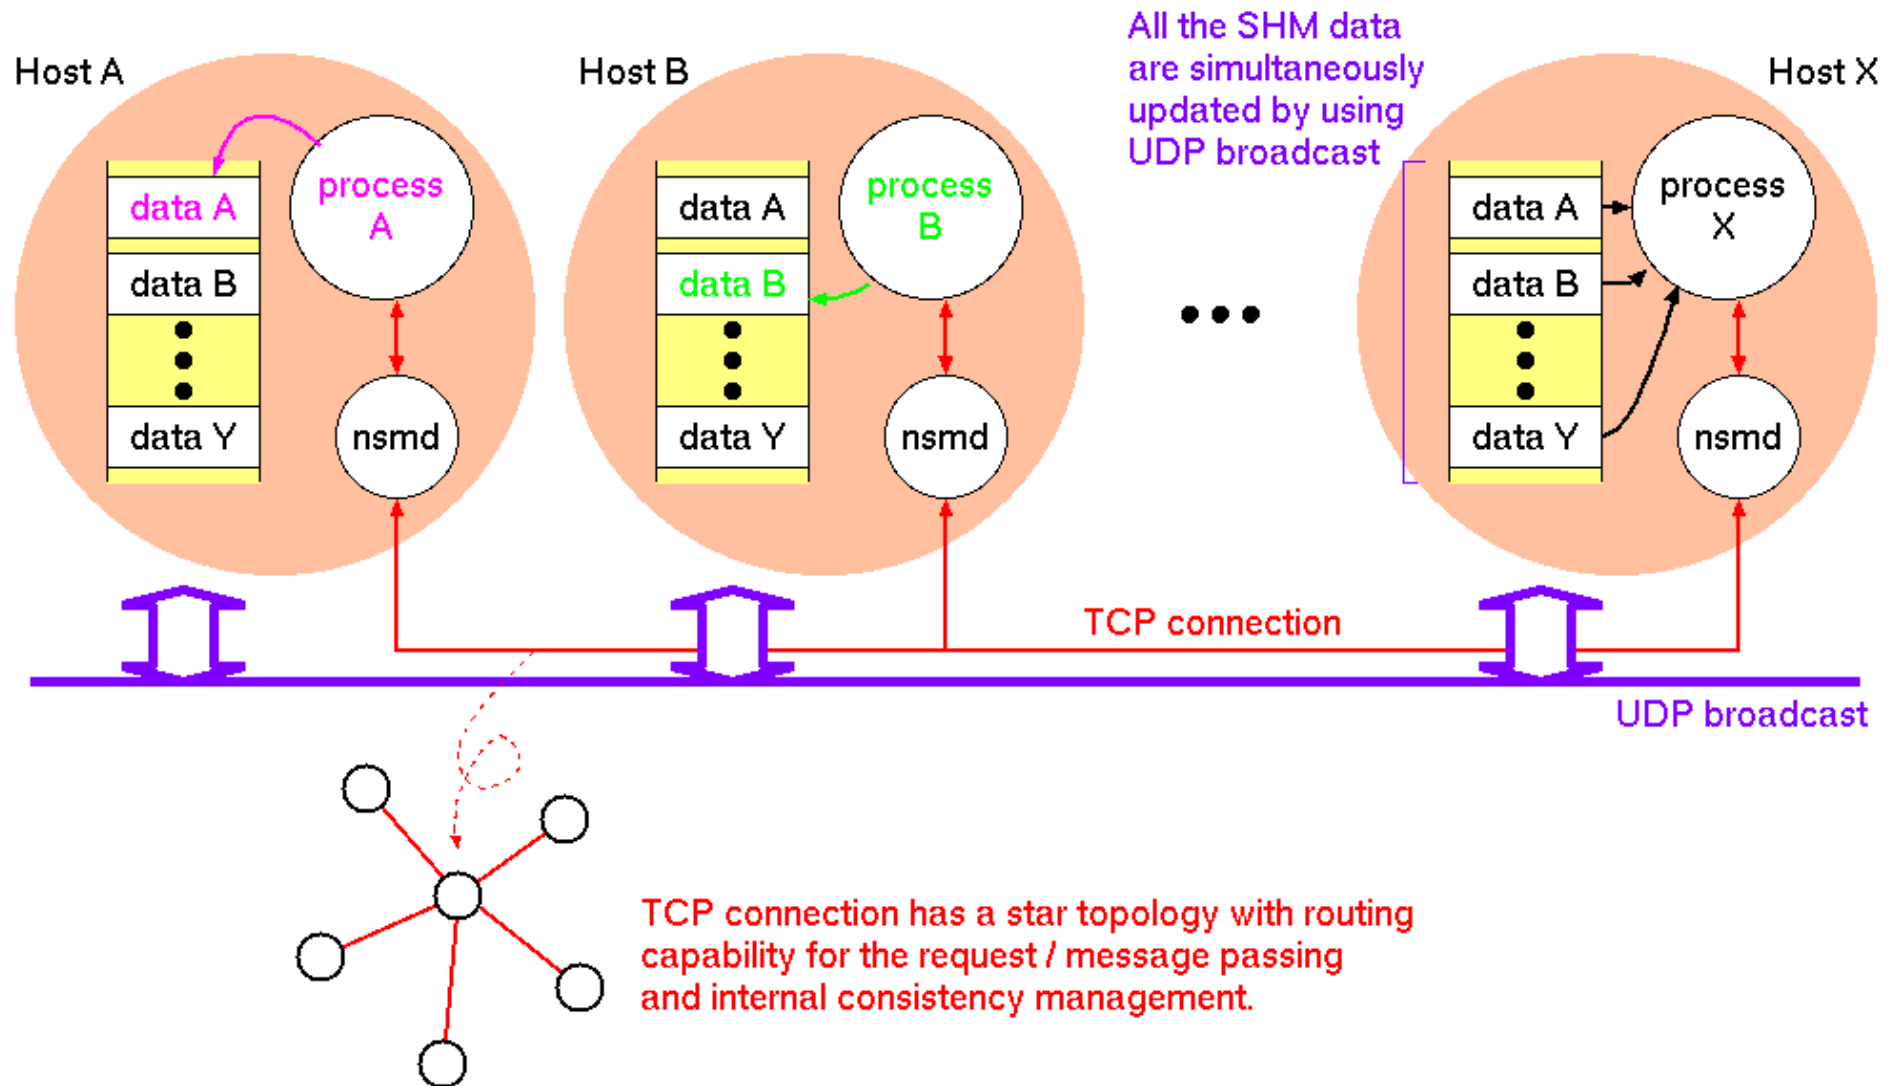 All the SHM data
are simultaneously
updated by using
UDP broadcast
Host A
Host B
Host X
process
A
data A
data B
data Y
nsmd
process
B
data A
data B
data Y
nsmd
process
X
data A
data B
data Y
nsmd
TCP connection
UDP broadcast
TCP connection has a star topology with routing
capability for the request / message passing
and internal consistency management.